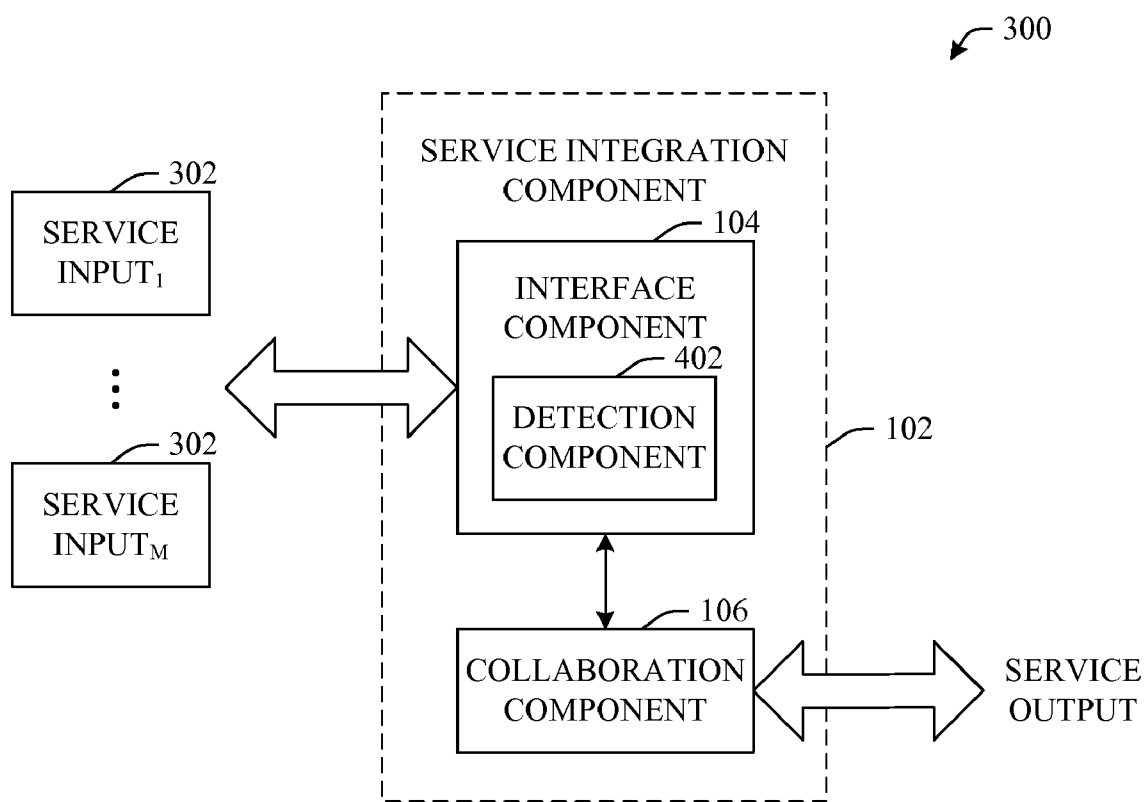 300
SERVICE INTEGRATION
COMPONENT
302
SERVICE
INPUT₁
104
INTERFACE
COMPONENT
402
DETECTION
COMPONENT
102
302
SERVICE
INPUTM
106
COLLABORATION
COMPONENT
SERVICE
OUTPUT